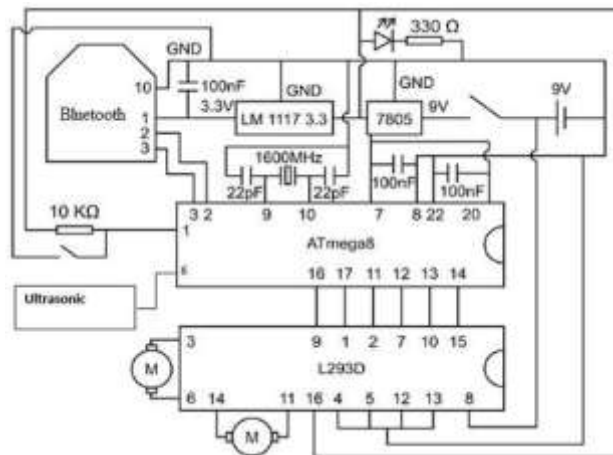 330 Ω
GND
10
100nF
GND
GND
9V
Bluetooth
1
3.3V
LM 1117 3.3
7805
9V
2
3
1600MHz
22pF
22pF
100nF
100nF
10 KΩ
3 2 9 10 7 8 22 20
1
ATmega8
6
16 17 11 12 13 14
Ultrasonic
3
9 1 2 7 10 15
M
L293D
6
14 11 16 4 5 12 13 8
M